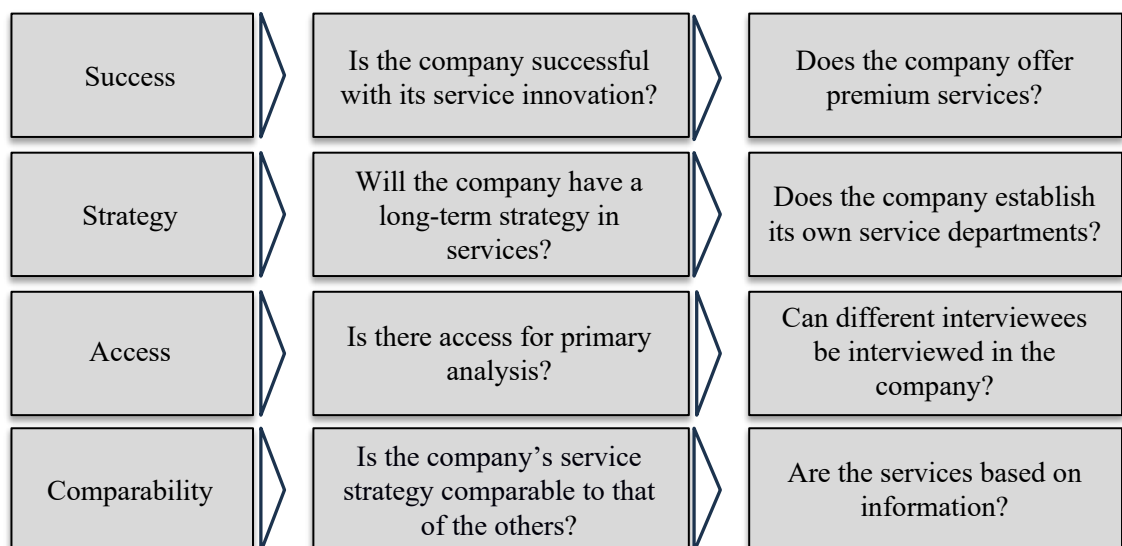 Success
Is the company successful
with its service innovation?
Does the company offer
premium services?
Strategy
Will the company have a
long-term strategy in
services?
Does the company establish
its own service departments?
Access
Is there access for primary
analysis?
Can different interviewees
be interviewed in the
company?
Comparability
Is the company’s service
strategy comparable to that
of the others?
Are the services based on
information?